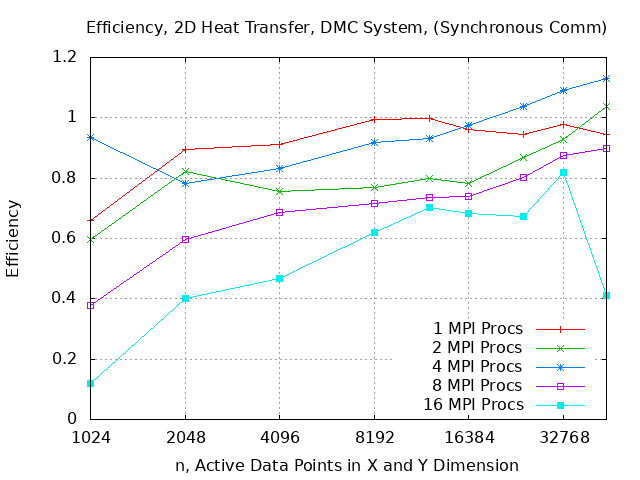 Efficiency, 2D Heat Transfer, DMC System, (Synchronous Comm)
1.2
1
0.8
0.6
0.4
0.2
0
Efficiency
1 MPI Procs
2 MPI Procs
4 MPI Procs
8 MPI Procs
16 MPI Procs
1024 2048 4096 8192 16384 32768
n, Active Data Points in X and Y Dimension